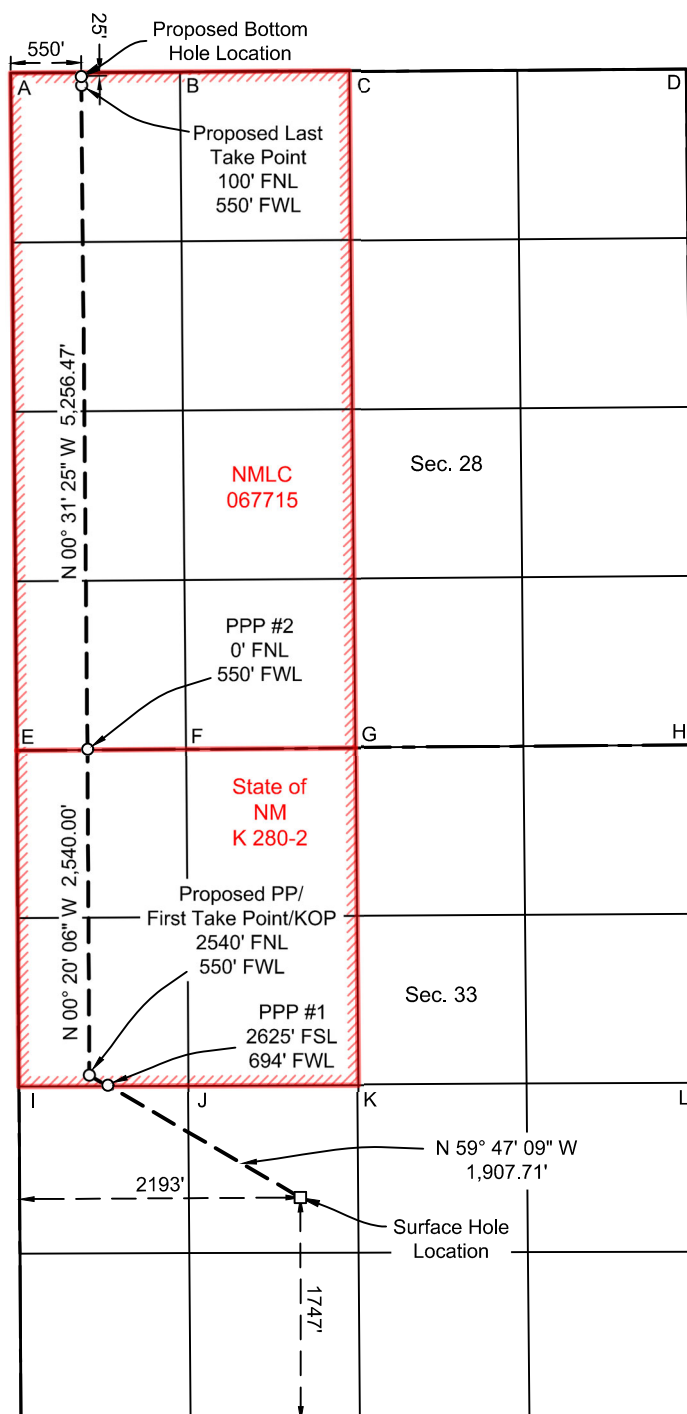 25'
Proposed Bottom
Hole Location
550'
A
B
C
D
Proposed Last
Take Point
100' FNL
550' FWL
N 00° 31' 25" W 5,256.47'
NMLC
067715
Sec. 28
PPP #2
0' FNL
550' FWL
E
F
G
H
State of
NM
K 280-2
N 00° 20' 06" W 2,540.00'
Proposed PP/
First Take Point/KOP
2540' FNL
550' FWL
Sec. 33
PPP #1
2625' FSL
694' FWL
I
J
K
L
N 59° 47' 09" W
1,907.71'
2193'
Surface Hole
Location
1747'